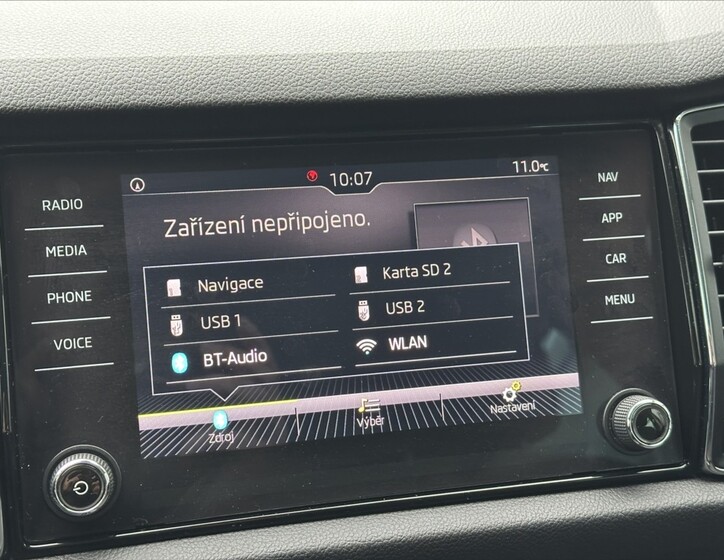 10:07
11.0°C
RADIO
MEDIA
PHONE
VOICE
Zařízení nepřipojeno.
Navigace
Karta SD 2
USB 1
USB 2
BT-Audio
WLAN
Zdroj
Výběr
Nastavení
NAV
APP
CAR
MENU